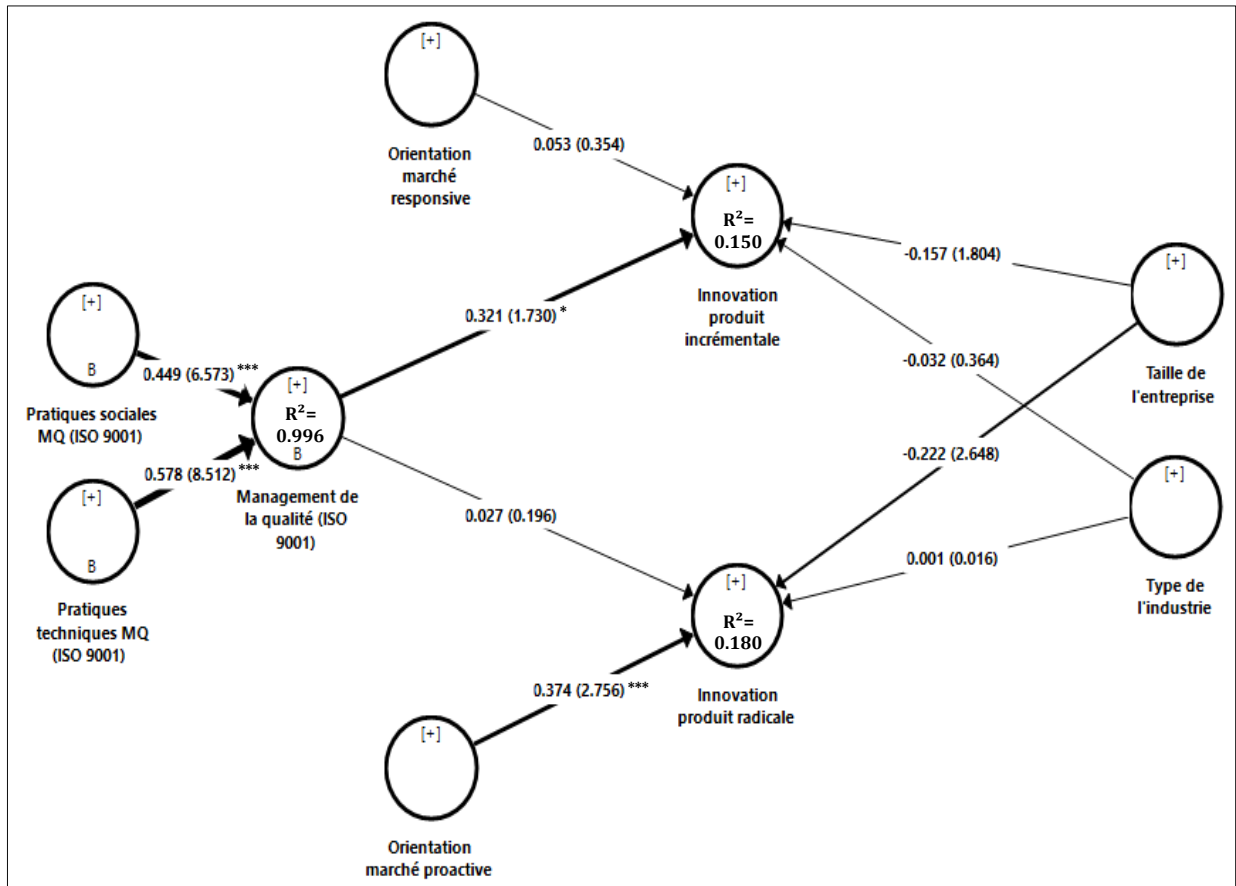 [+]
Orientation
marché
responsive
0.053 (0.354)
[+]
R²=
0.150
Innovation
produit
incrémentale
-0.157 (1.804)
[+]
Taille de
l'entreprise
0.321 (1.730) *
-0.032 (0.364)
[+]
B
Pratiques sociales
MQ (ISO 9001)
0.449 (6.573) ***
[+]
R²=
0.996
B
Management de
la qualité (ISO
9001)
0.578 (8.512) ***
[+]
B
Pratiques
techniques MQ
(ISO 9001)
-0.222 (2.648)
0.027 (0.196)
[+]
Type de
l'industrie
0.001 (0.016)
[+]
R²=
0.180
Innovation
produit radicale
0.374 (2.756) ***
[+]
Orientation
marché proactive